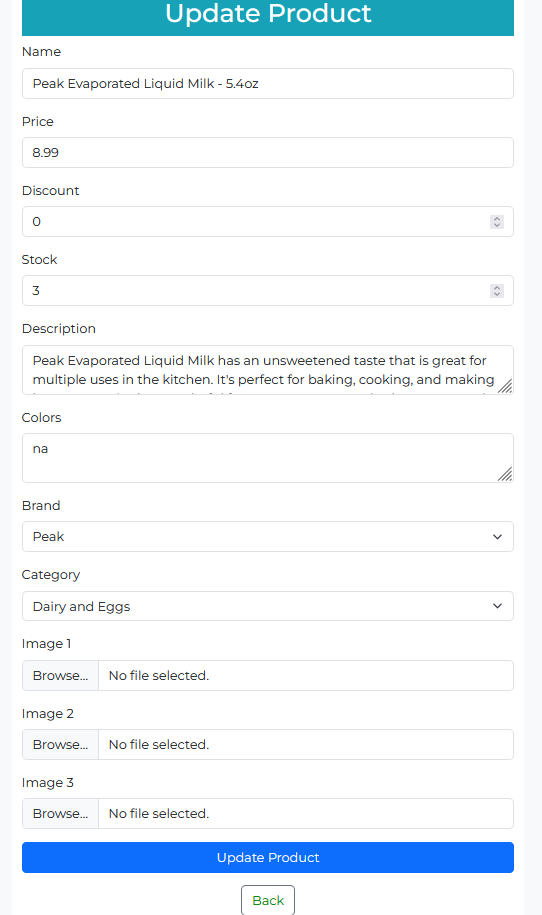 Update Product
Name
Peak Evaporated Liquid Milk - 5.4oz
Price
8.99
Discount
0
Stock
3
Description
Peak Evaporated Liquid Milk has an unsweetened taste that is great for
multiple uses in the kitchen. It's perfect for baking, cooking, and making
Colors
na
Brand
Peak
Category
Dairy and Eggs
Image 1
Browse... No file selected.
Image 2
Browse... No file selected.
Image 3
Browse... No file selected.
Update Product
Back